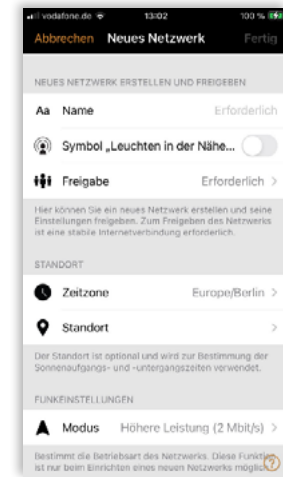 vodafone.de 13:02 100 %
Abbrechen Neues Netzwerk Fertig
NEUES NETZWERK ERSTELLEN UND FREIGEBEN
Aa Name Erforderlich
Symbol „Leuchten in der Nähe...
Freigabe Erforderlich >
Hier können Sie ein neues Netzwerk erstellen und seine
Einstellungen freigeben. Zum Freigeben des Netzwerks
ist eine stabile Internetverbindung erforderlich.
STANDORT
Zeitzone Europe/Berlin >
Standort >
Der Standort ist optional und wird zur Bestimmung der
Sonnenaufgangs- und -untergangszeiten verwendet.
FUNKEINSTELLUNGEN
Modus Höhere Leistung (2 Mbit/s) >
Bestimmt die Betriebsart des Netzwerks. Diese Funktion
ist nur beim Einrichten eines neuen Netzwerks möglich
?